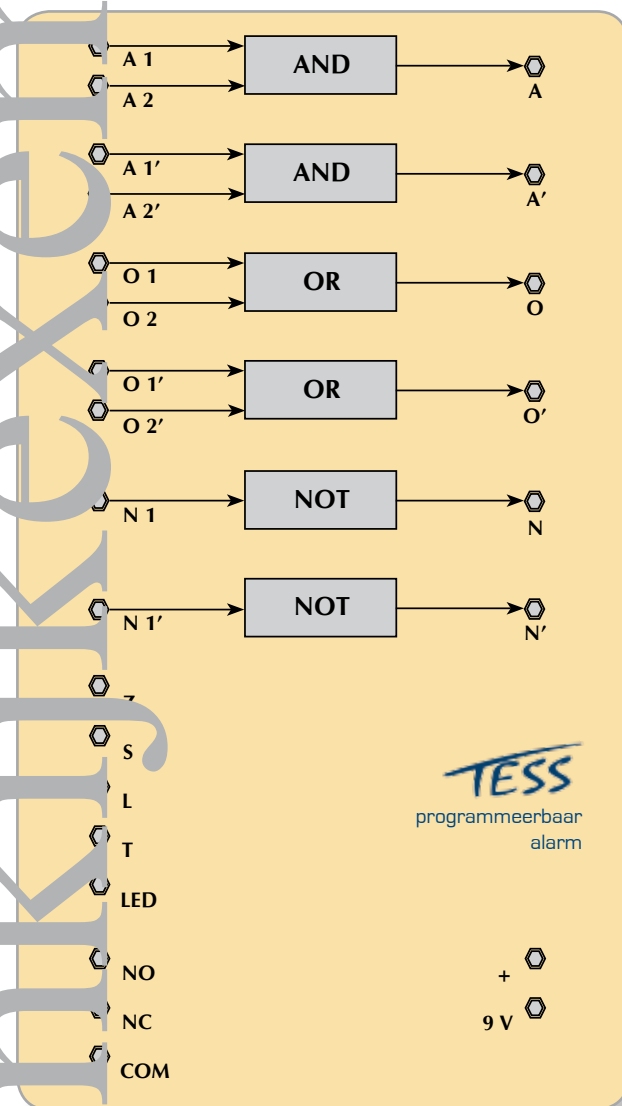 A 1
AND
A
A 2
A 1′
AND
A′
A 2′
O 1
OR
O
O 2
O 1′
OR
O′
O 2′
N 1
NOT
N
N 1′
NOT
N′
S
L
T
LED
TESS
programmeerbaar
alarm
NO
+
NC
9 V
COM